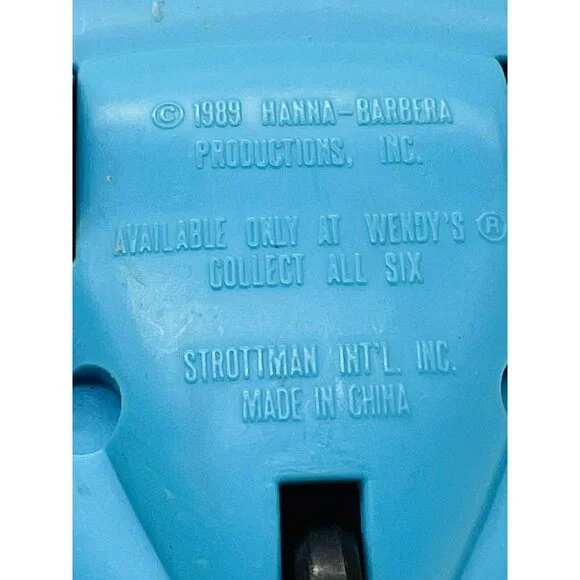 © 1989 HANNA-BARBERA
PRODUCTIONS, INC.
AVAILABLE ONLY AT WENDY'S ®
COLLECT ALL SIX
STROTTMAN INT'L. INC.
MADE IN CHINA